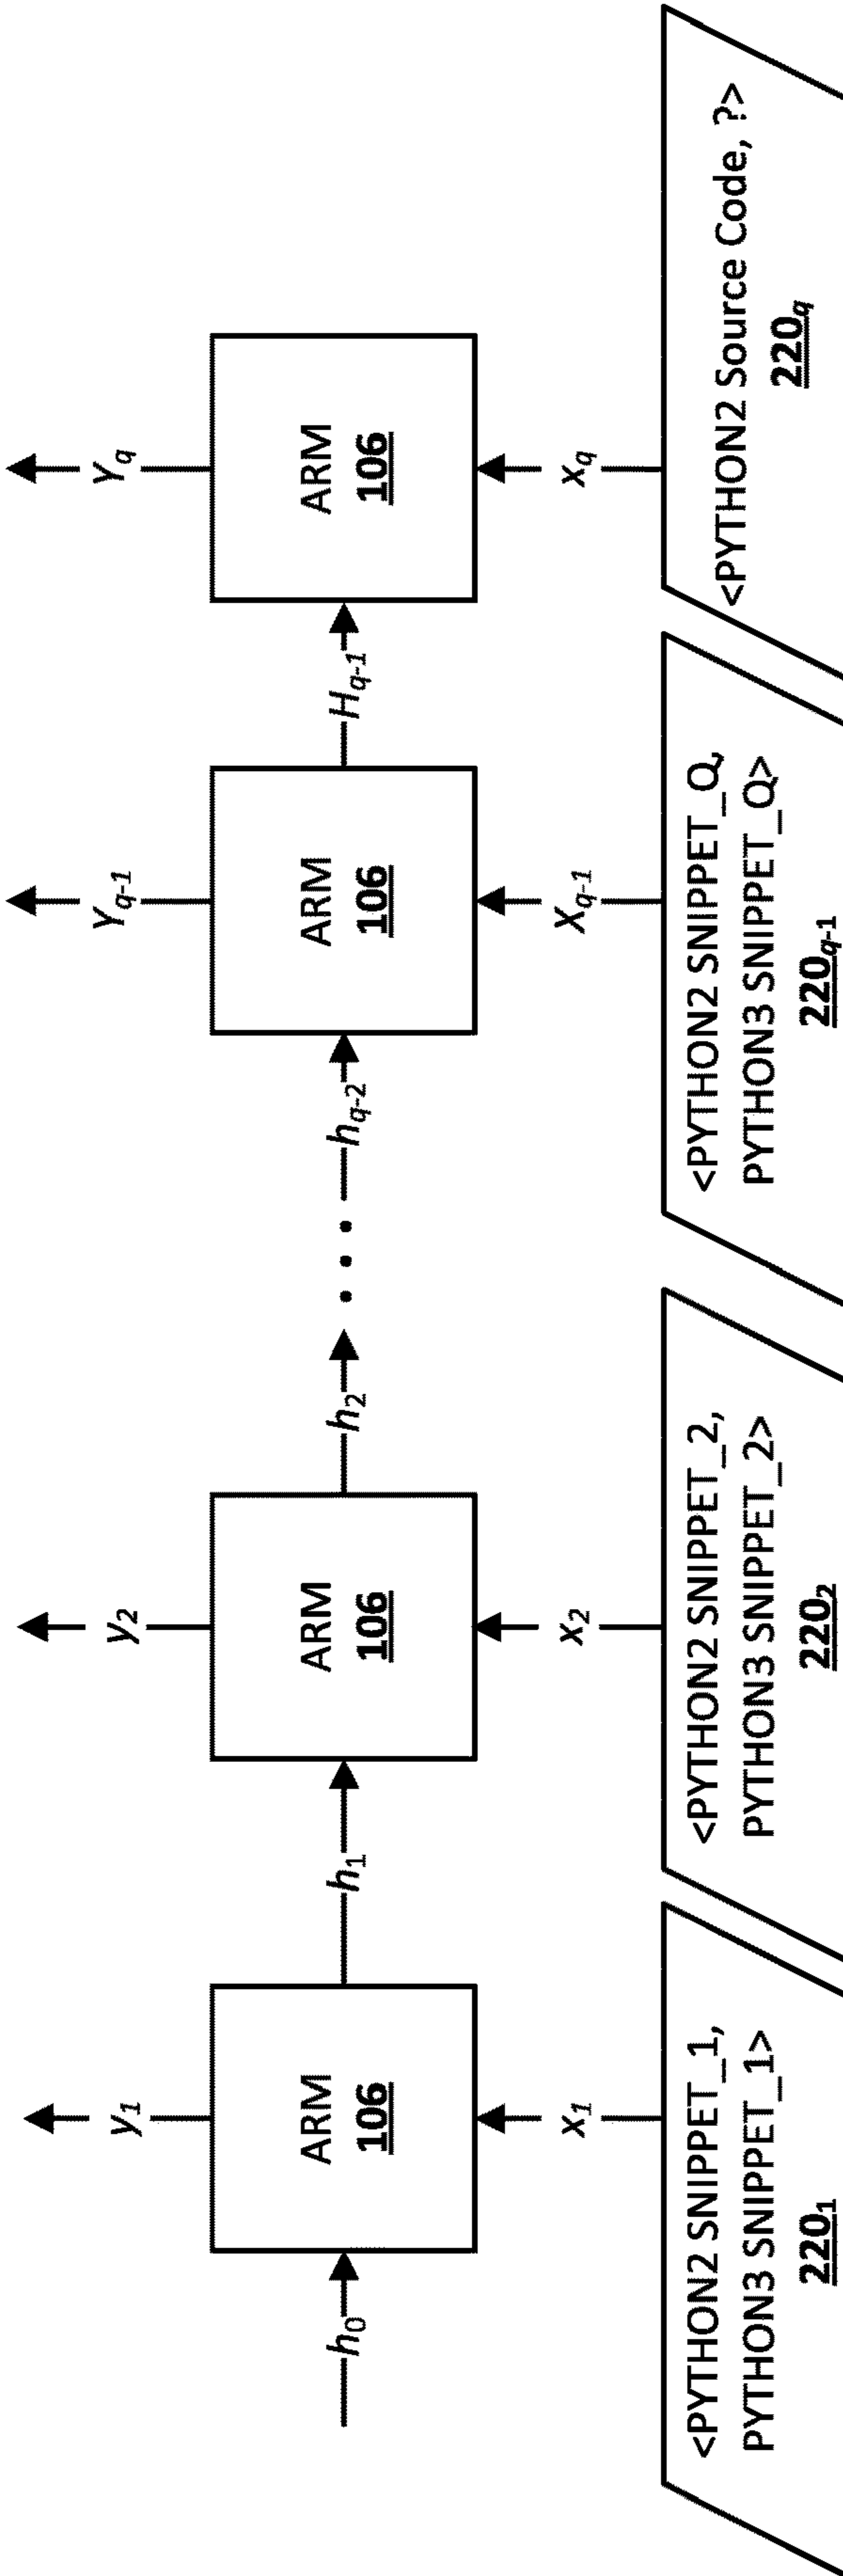 y1
y2
Yq-1
Yq
h0
ARM
106
h1
ARM
106
h2
. . .
hq-2
ARM
106
Hq-1
ARM
106
x1
x2
Xq-1
xq
<PYTHON2 SNIPPET_1,
PYTHON3 SNIPPET_1>
2201
<PYTHON2 SNIPPET_2,
PYTHON3 SNIPPET_2>
2202
<PYTHON2 SNIPPET_Q,
PYTHON3 SNIPPET_Q>
220q-1
<PYTHON2 Source Code, ?>
220q